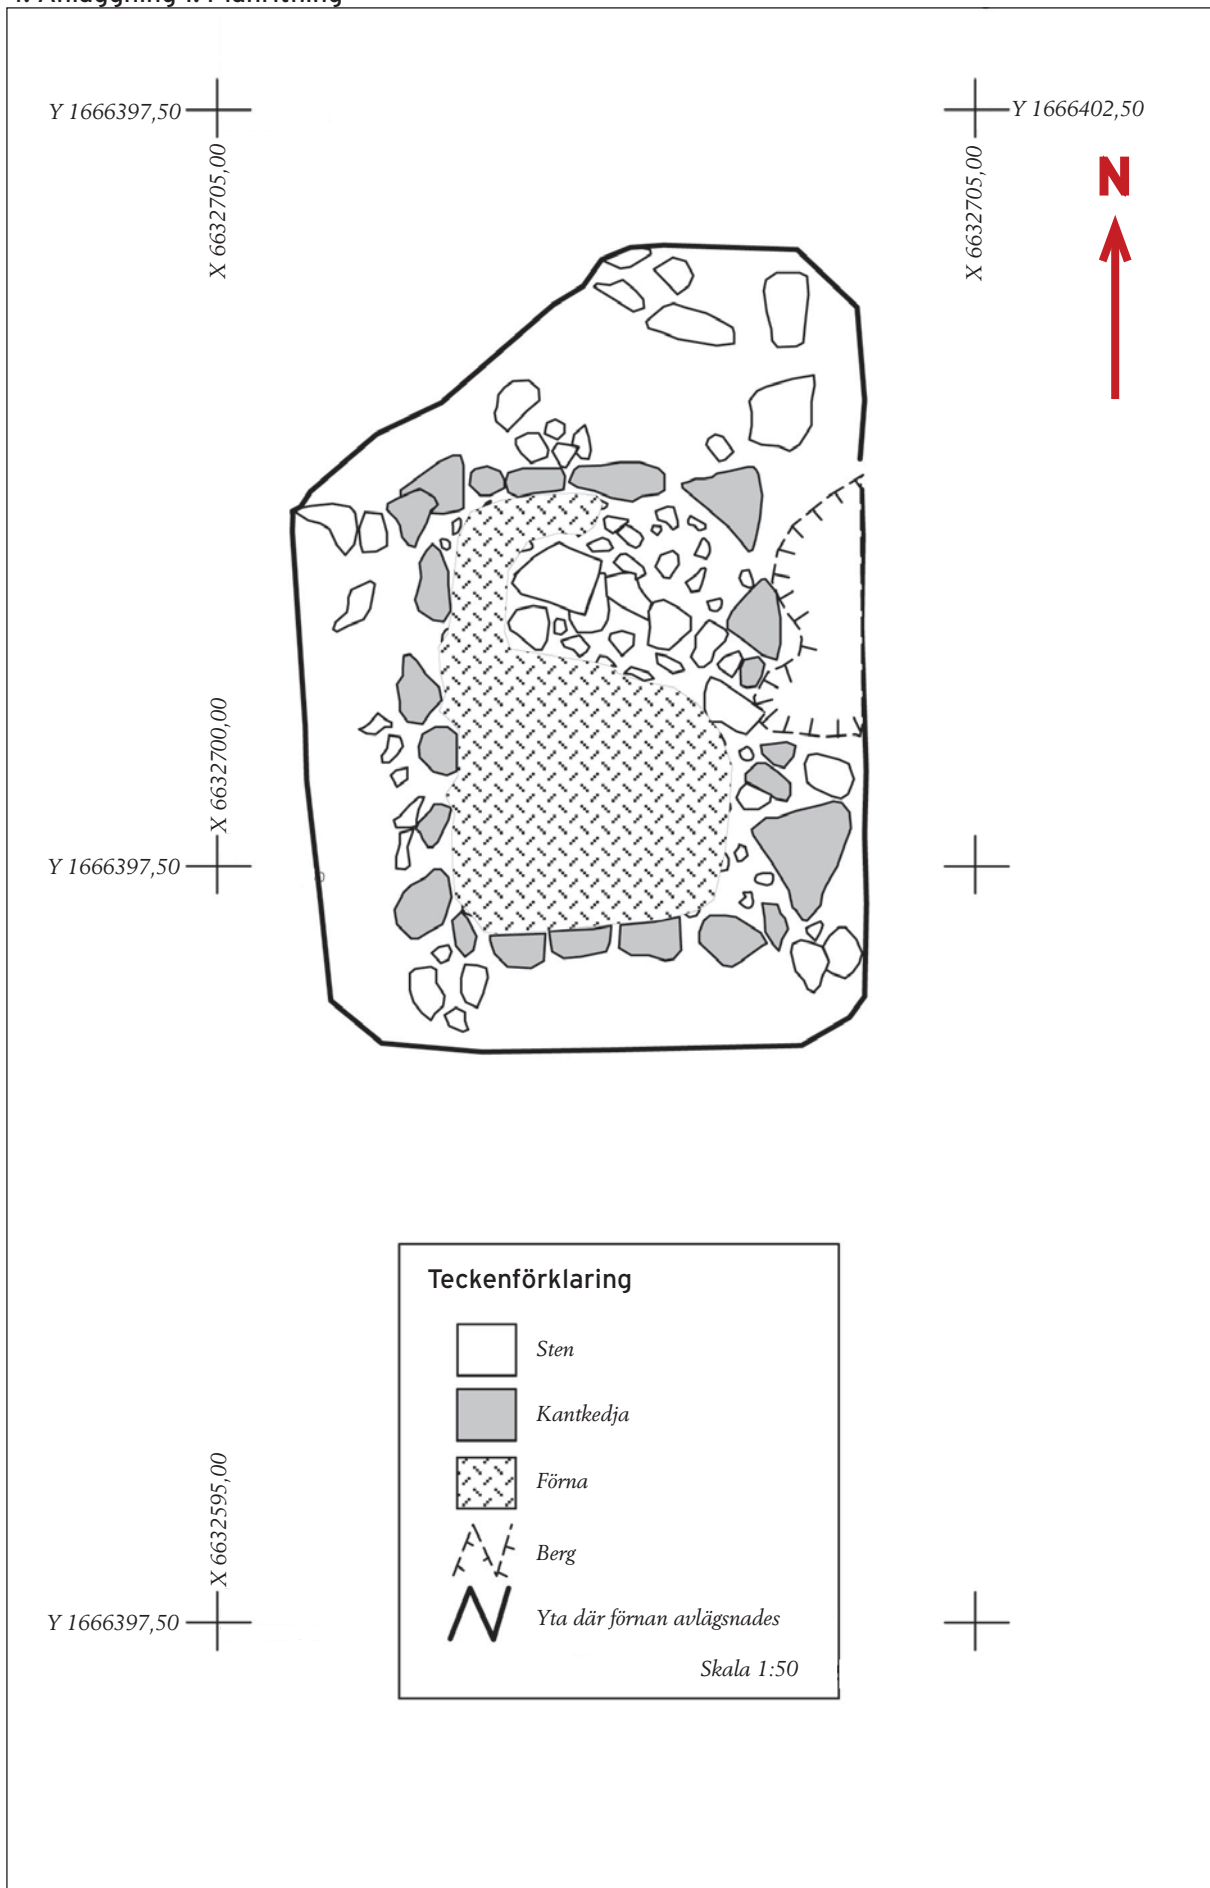 Y 1666397,50
Y 1666402,50
X 6632705,00
X 6632705,00
N
X 6632700,00
Y 1666397,50
Teckenförklaring
Sten
Kantkedja
Förna
Berg
Yta där förnan avlägsnades
Skala 1:50
X 6632595,00
Y 1666397,50